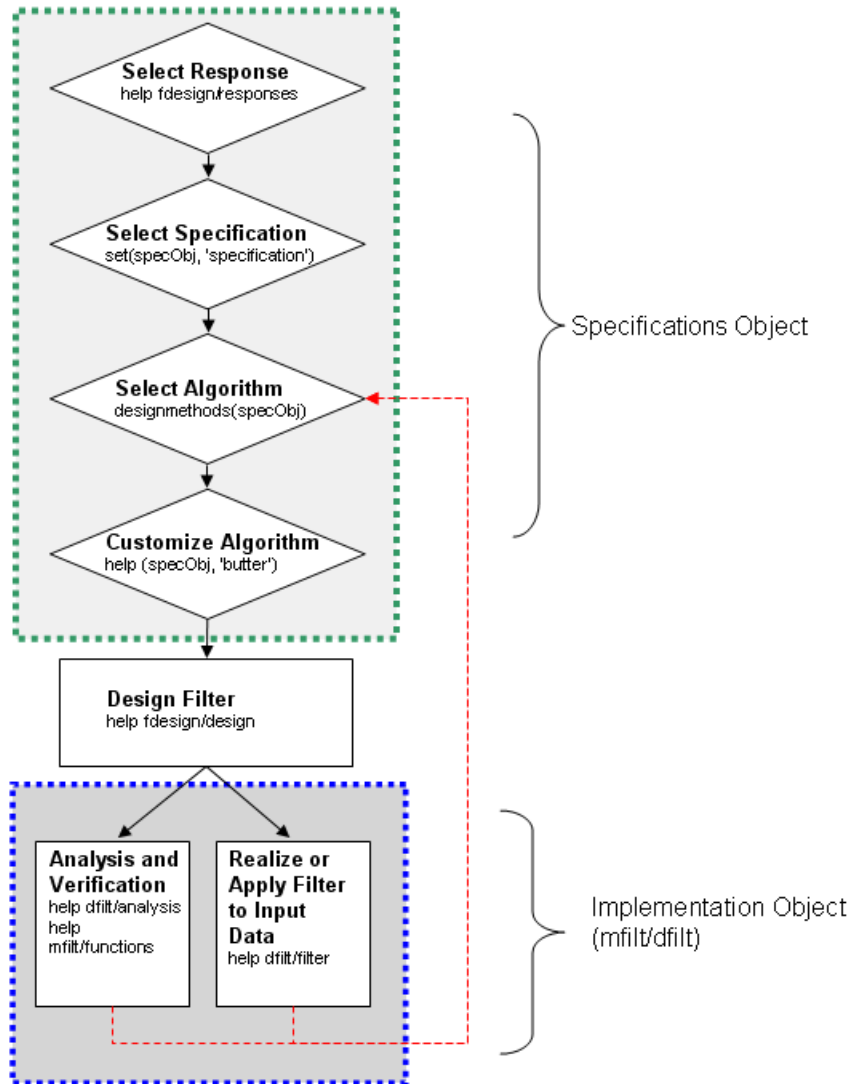 Select Response
help fdesign/responses
Select Specification
set(specObj, 'specification')
Select Algorithm
designmethods(specObj)
Customize Algorithm
help (specObj, 'butter')
Specifications Object
Design Filter
help fdesign/design
Analysis and
Verification
help dfilt/analysis
help
mfilt/functions
Realize or
Apply Filter
to Input
Data
help dfilt/filter
Implementation Object
(mfilt/dfilt)